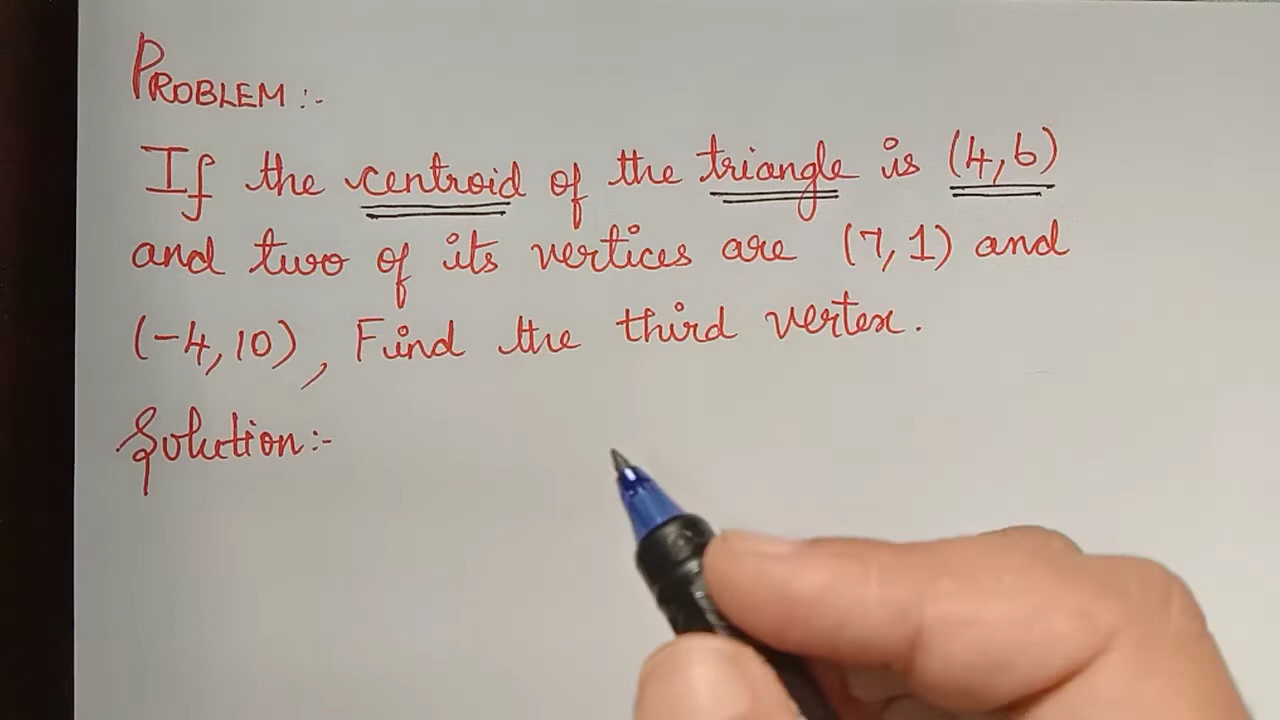 PROBLEM :-
If the centroid of the triangle is (4,6)
and two of its vertices are (7,1) and
(-4,10), Find the third vertex.
Solution:-